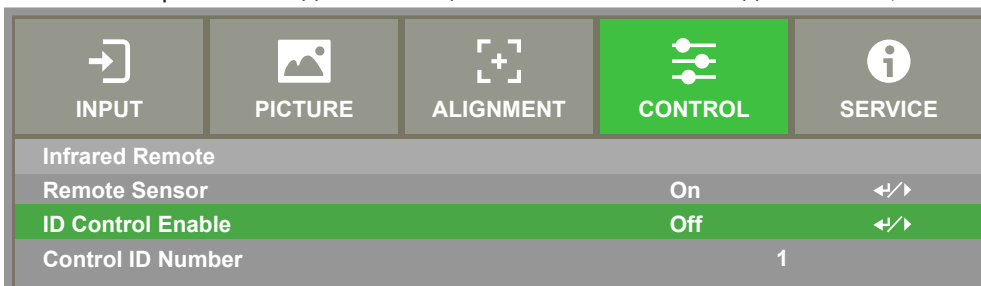 INPUT PICTURE ALIGNMENT CONTROL SERVICE
Infrared Remote
Remote Sensor On
ID Control Enable Off
Control ID Number 1